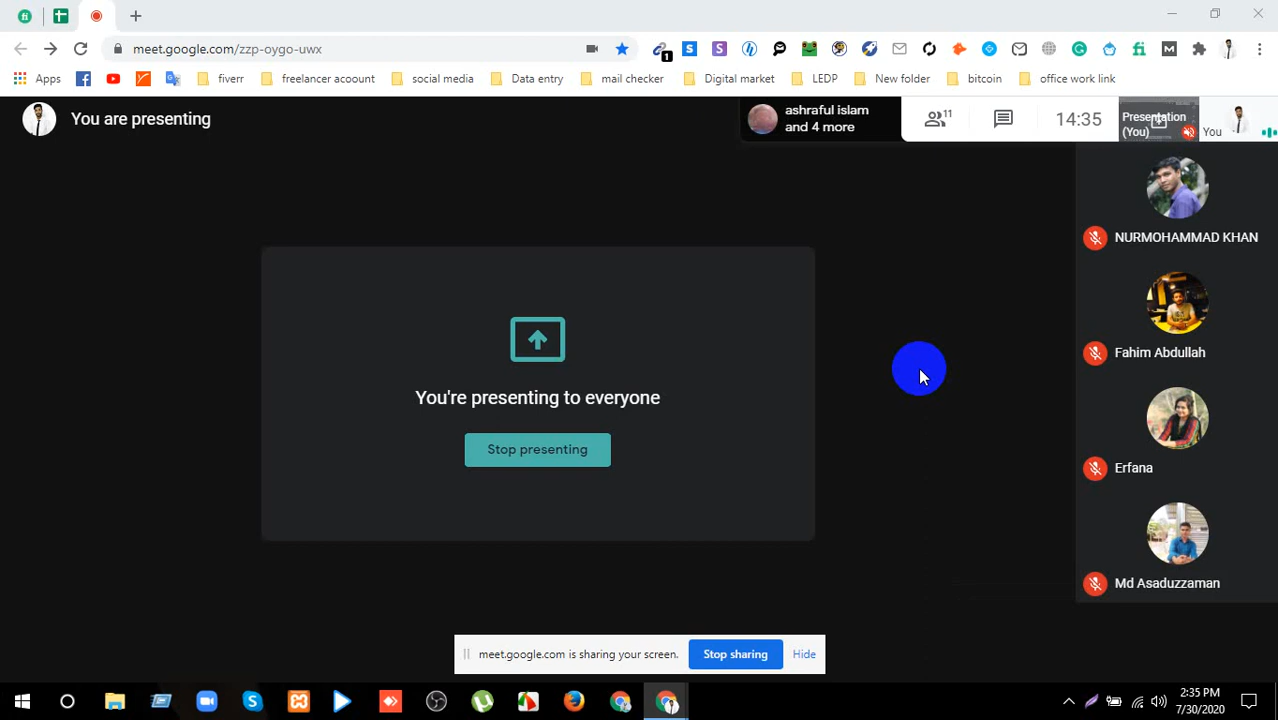 meet.google.com/zzp-oygo-uwx
1
Apps
fiverr
freelancer acoount
social media
Data entry
mail checker
Digital market
LEDP
New folder
bitcoin
office work link
You are presenting
ashraful islam
and 4 more
11
14:35
Presentation
(You)
You
NURMOHAMMAD KHAN
Fahim Abdullah
You're presenting to everyone
Stop presenting
Erfana
Md Asaduzzaman
meet.google.com is sharing your screen.
Stop sharing
Hide
2:35 PM
7/30/2020